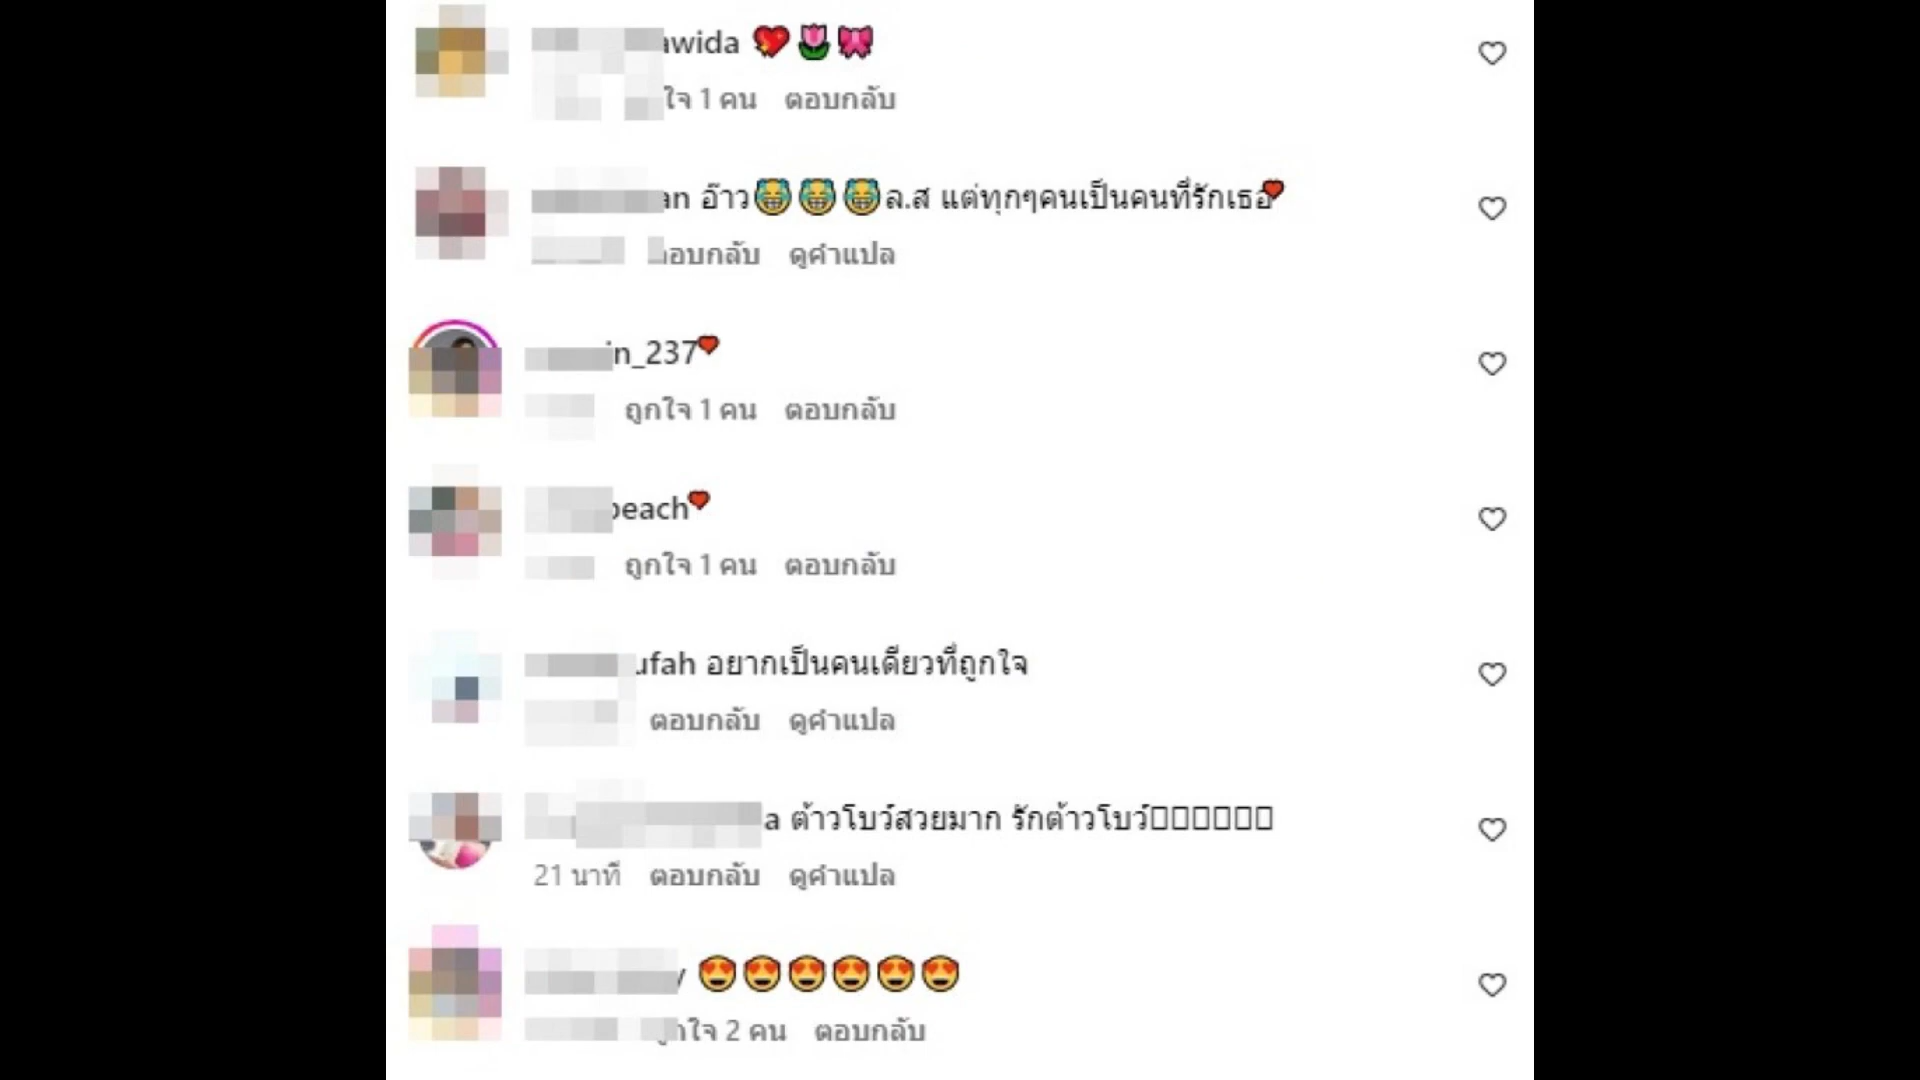 awida 💖🌷🎀
ใจ 1 คน ตอบกลับ
an อ๊าว😹😹😹ล.ส แต่ทุกๆคนเป็นคนที่รักเธอ❤
ตอบกลับ ดูคำแปล
in_237❤
ถูกใจ 1 คน ตอบกลับ
peach❤
ถูกใจ 1 คน ตอบกลับ
ufah อยากเป็นคนเดียวที่ถูกใจ
ตอบกลับ ดูคำแปล
a ต้าวโบว์สวยมาก รักต้าวโบว์□□□□□□
21 นาที ตอบกลับ ดูคำแปล
y 😍😍😍😍😍😍
ถูกใจ 2 คน ตอบกลับ